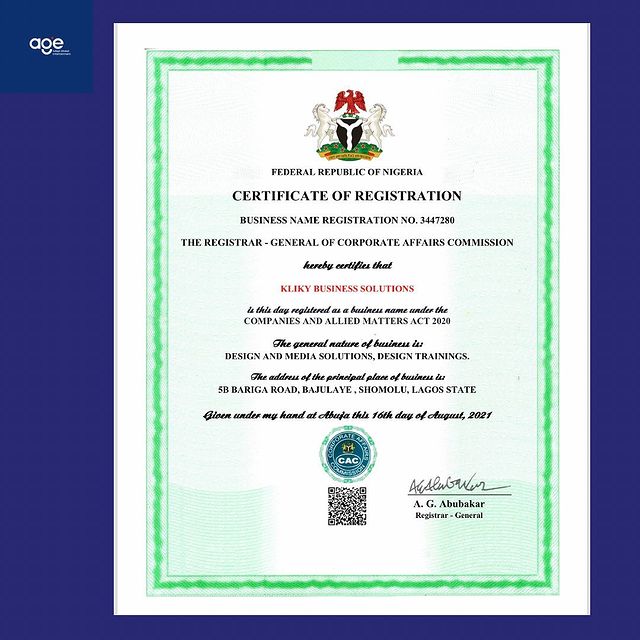 age
FEDERAL REPUBLIC OF NIGERIA
CERTIFICATE OF REGISTRATION
BUSINESS NAME REGISTRATION NO. 3447280
THE REGISTRAR - GENERAL OF CORPORATE AFFAIRS COMMISSION
hereby certifies that
KLIKY BUSINESS SOLUTIONS
is this day registered as a business name under the
COMPANIES AND ALLIED MATTERS ACT 2020
The general nature of business is:
DESIGN AND MEDIA SOLUTIONS, DESIGN TRAININGS.
The address of the principal place of business is:
5B BARIGA ROAD, BAJULAYE , SHOMOLU, LAGOS STATE
Given under my hand at Abuja this 16th day of August, 2021
CORPORATE AFFAIRS
CAC
COMMISSION
A. G. Abubakar
Registrar - General